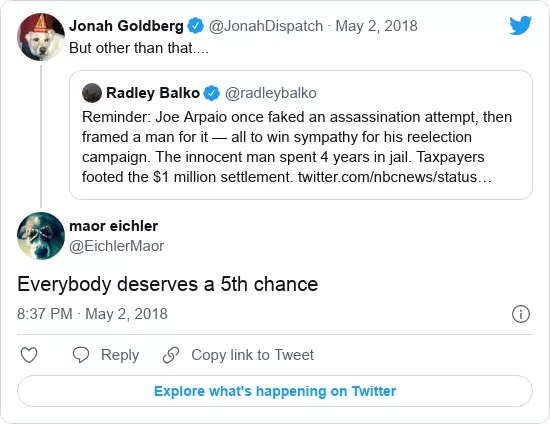 Jonah Goldberg @JonahDispatch · May 2, 2018
But other than that....
Radley Balko @radleybalko
Reminder: Joe Arpaio once faked an assassination attempt, then
framed a man for it — all to win sympathy for his reelection
campaign. The innocent man spent 4 years in jail. Taxpayers
footed the $1 million settlement. twitter.com/nbcnews/status…
maor eichler
@EichlerMaor
Everybody deserves a 5th chance
8:37 PM · May 2, 2018
Reply Copy link to Tweet
Explore what's happening on Twitter